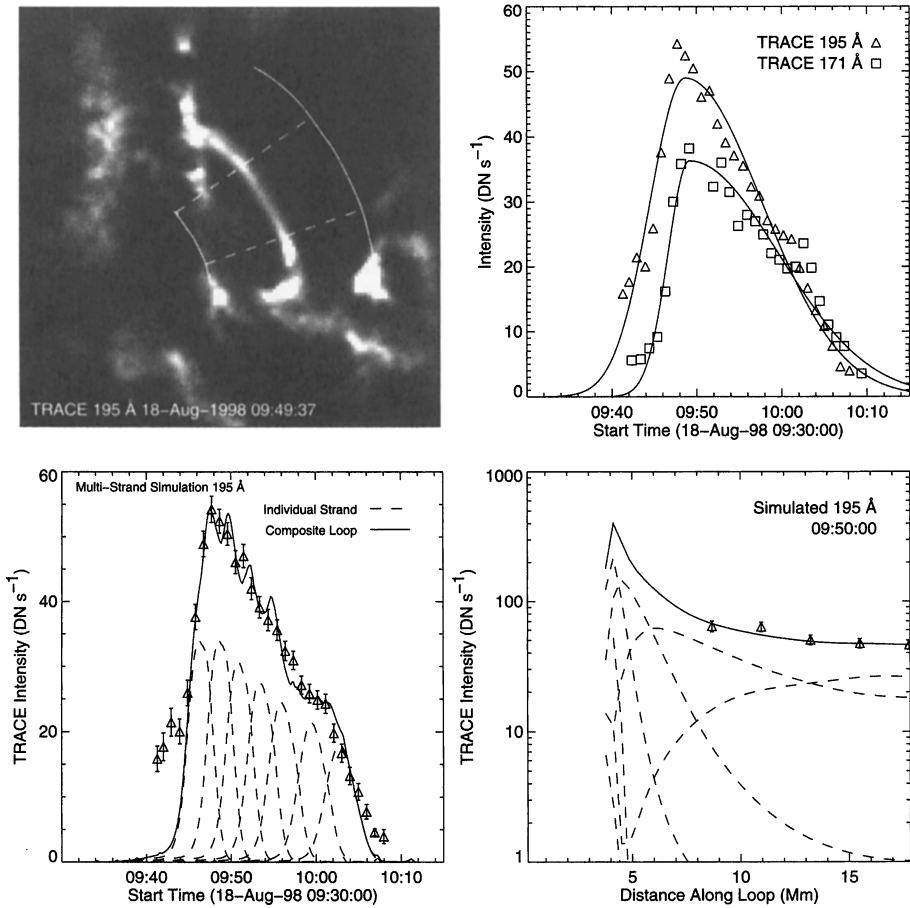 TRACE 195 Å 18-Aug-1998 09:49:37
60
50
40
30
20
10
0
Intensity (DN s−1)
TRACE 195 Å
TRACE 171 Å
09:40 09:50 10:00 10:10
Start Time (18-Aug-98 09:30:00)
60
40
20
0
TRACE Intensity (DN s−1)
Multi-Strand Simulation 195 Å
Individual Strand
Composite Loop
09:40 09:50 10:00 10:10
Start Time (18-Aug-98 09:30:00)
1000
100
10
1
TRACE Intensity (DN s−1)
Simulated 195 Å
09:50:00
5 10 15
Distance Along Loop (Mm)